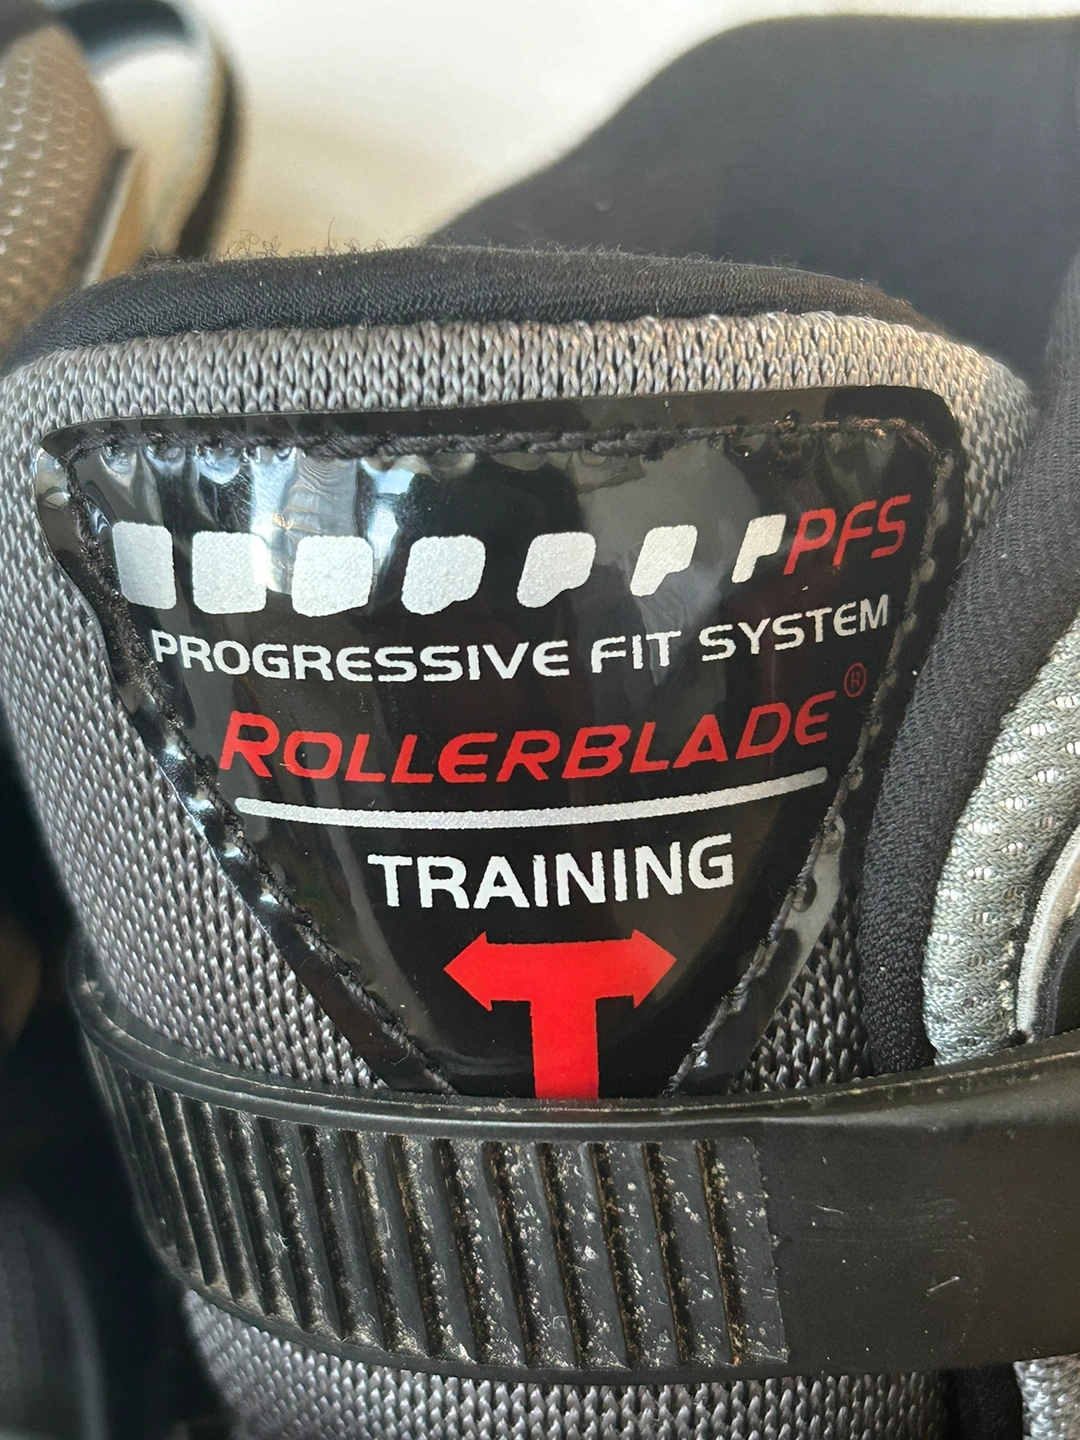 PFS
PROGRESSIVE FIT SYSTEM
ROLLERBLADE®
TRAINING